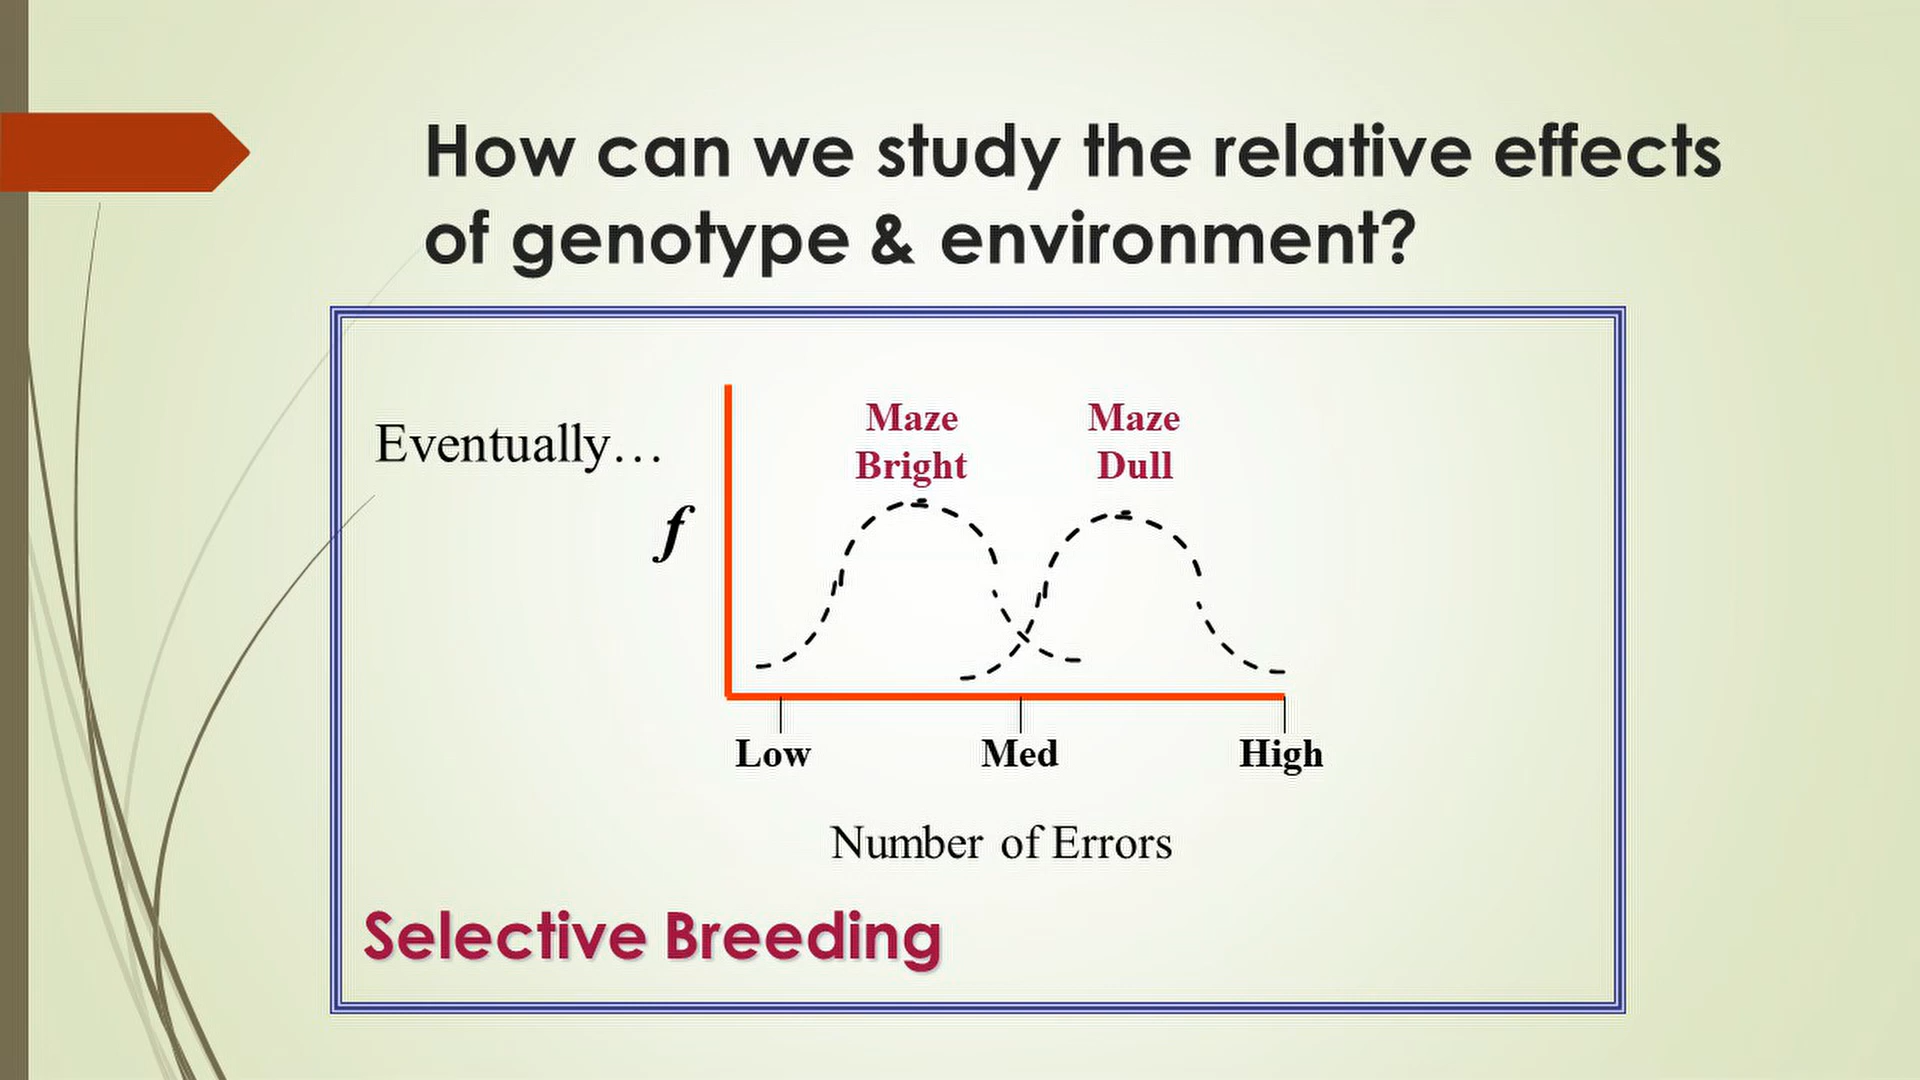 How can we study the relative effects
of genotype & environment?
Eventually…
f
Maze
Bright
Maze
Dull
Low
Med
High
Number of Errors
Selective Breeding